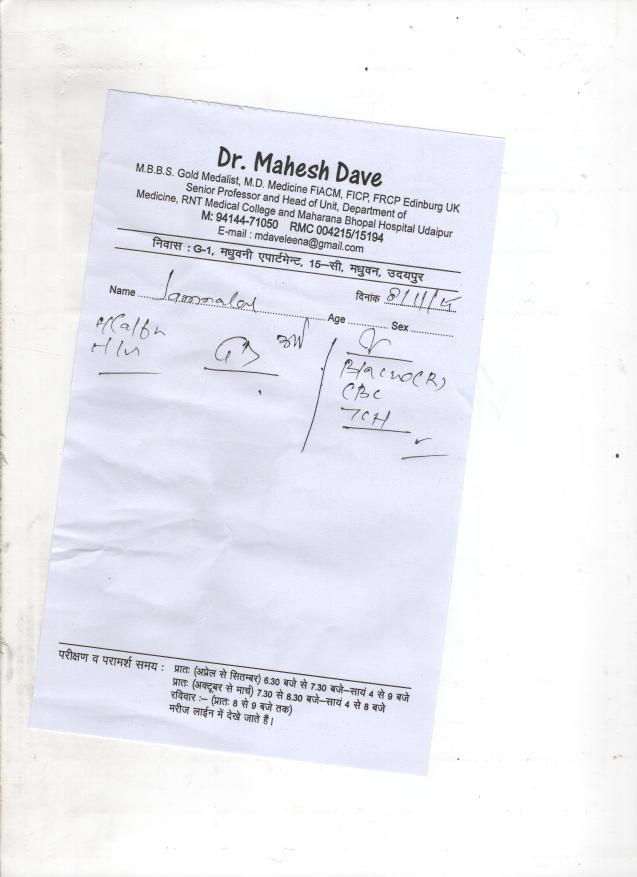 Dr. Mahesh Dave
M.B.B.S. Gold Medalist, M.D. Medicine FIACM, FICP, FRCP Edinburg UK
Senior Professor and Head of Unit, Department of
Medicine, RNT Medical College and Maharana Bhopal Hospital Udaipur
M: 94144-71050 RMC 004215/15194
E-mail : mdaveleena@gmail.com
निवास : G-1, मधुवनी एपार्टमेन्ट, 15-सी, मधुवन, उदयपुर
Name
दिनांक
Age Sex
CBC
परीक्षण व परामर्श समय : प्रातः (अप्रेल से सितम्बर) 6.30 बजे से 7.30 बजे-सायं 4 से 9 बजे
प्रातः (अक्टूबर से मार्च) 7.30 से 8.30 बजे-सायं 4 से 8 बजे
रविवार :- (प्रातः 8 से 9 बजे तक)
मरीज लाईन में देखे जाते हैं।